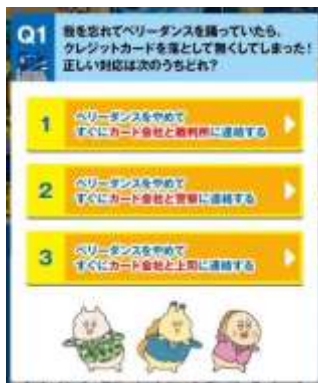 Q1
我を忘れてベリーダンスを踊っていたら、
クレジットカードを落として無くしてしまった!
正しい対応は次のうちどれ?
1
ベリーダンスをやめて
すぐにカード会社と裁判所に連絡する
2
ベリーダンスをやめて
すぐにカード会社と警察に連絡する
3
ベリーダンスをやめて
すぐにカード会社と上司に連絡する